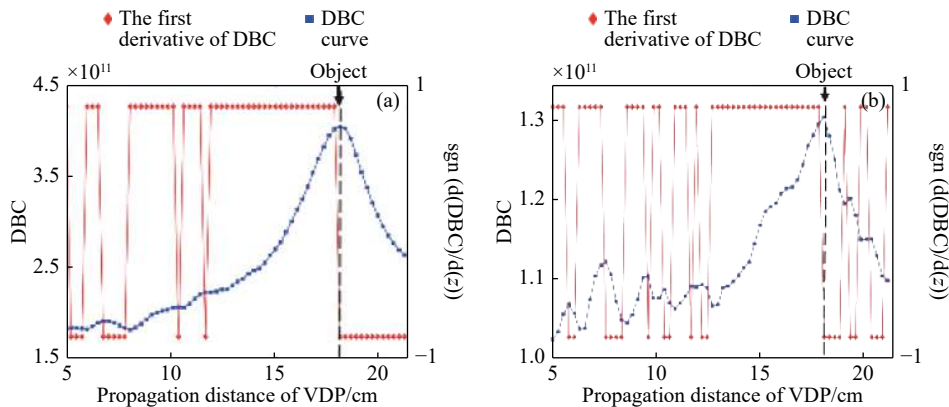 The first derivative of DBC
DBC curve
×10¹¹
Object
4.5
3.5
2.5
1.5
DBC
(a)
1
−1
sgn (d(DBC)/d(z))
5
10
15
20
Propagation distance of VDP/cm
The first derivative of DBC
DBC curve
×10¹¹
Object
1.3
1.2
1.10
1.0
DBC
(b)
1
−1
sgn (d(DBC)/d(z))
5
10
15
20
Propagation distance of VDP/cm